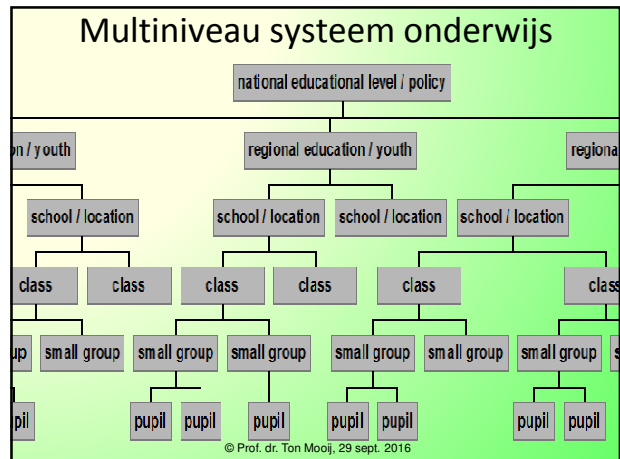 Multiniveau systeem onderwijs
national educational level / policy
on / youth regional education / youth regiona
school / location school / location school / location school / location
class class class class class clas
up small group small group small group small group small group small group s
pil pupil pupil pupil pupil pupil pupil pupil
© Prof. dr. Ton Mooij, 29 sept. 2016